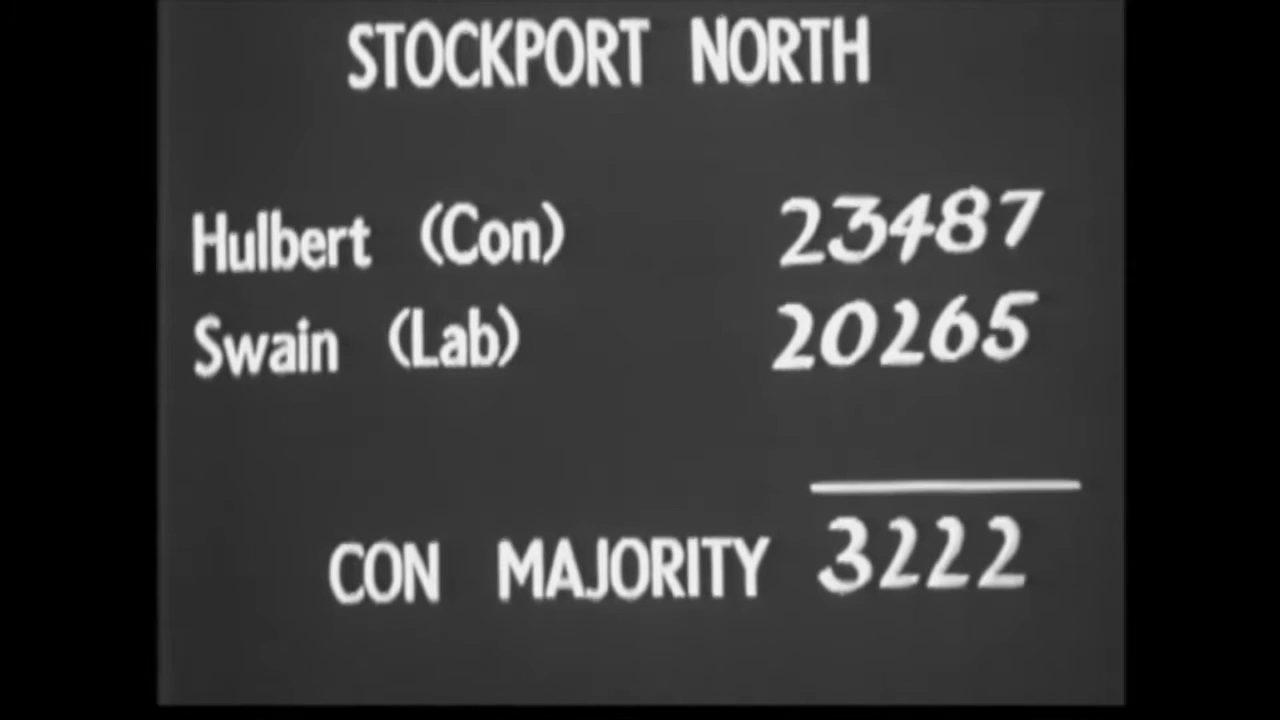 STOCKPORT NORTH
Hulbert (Con) 23487
Swain (Lab) 20265
CON MAJORITY 3222